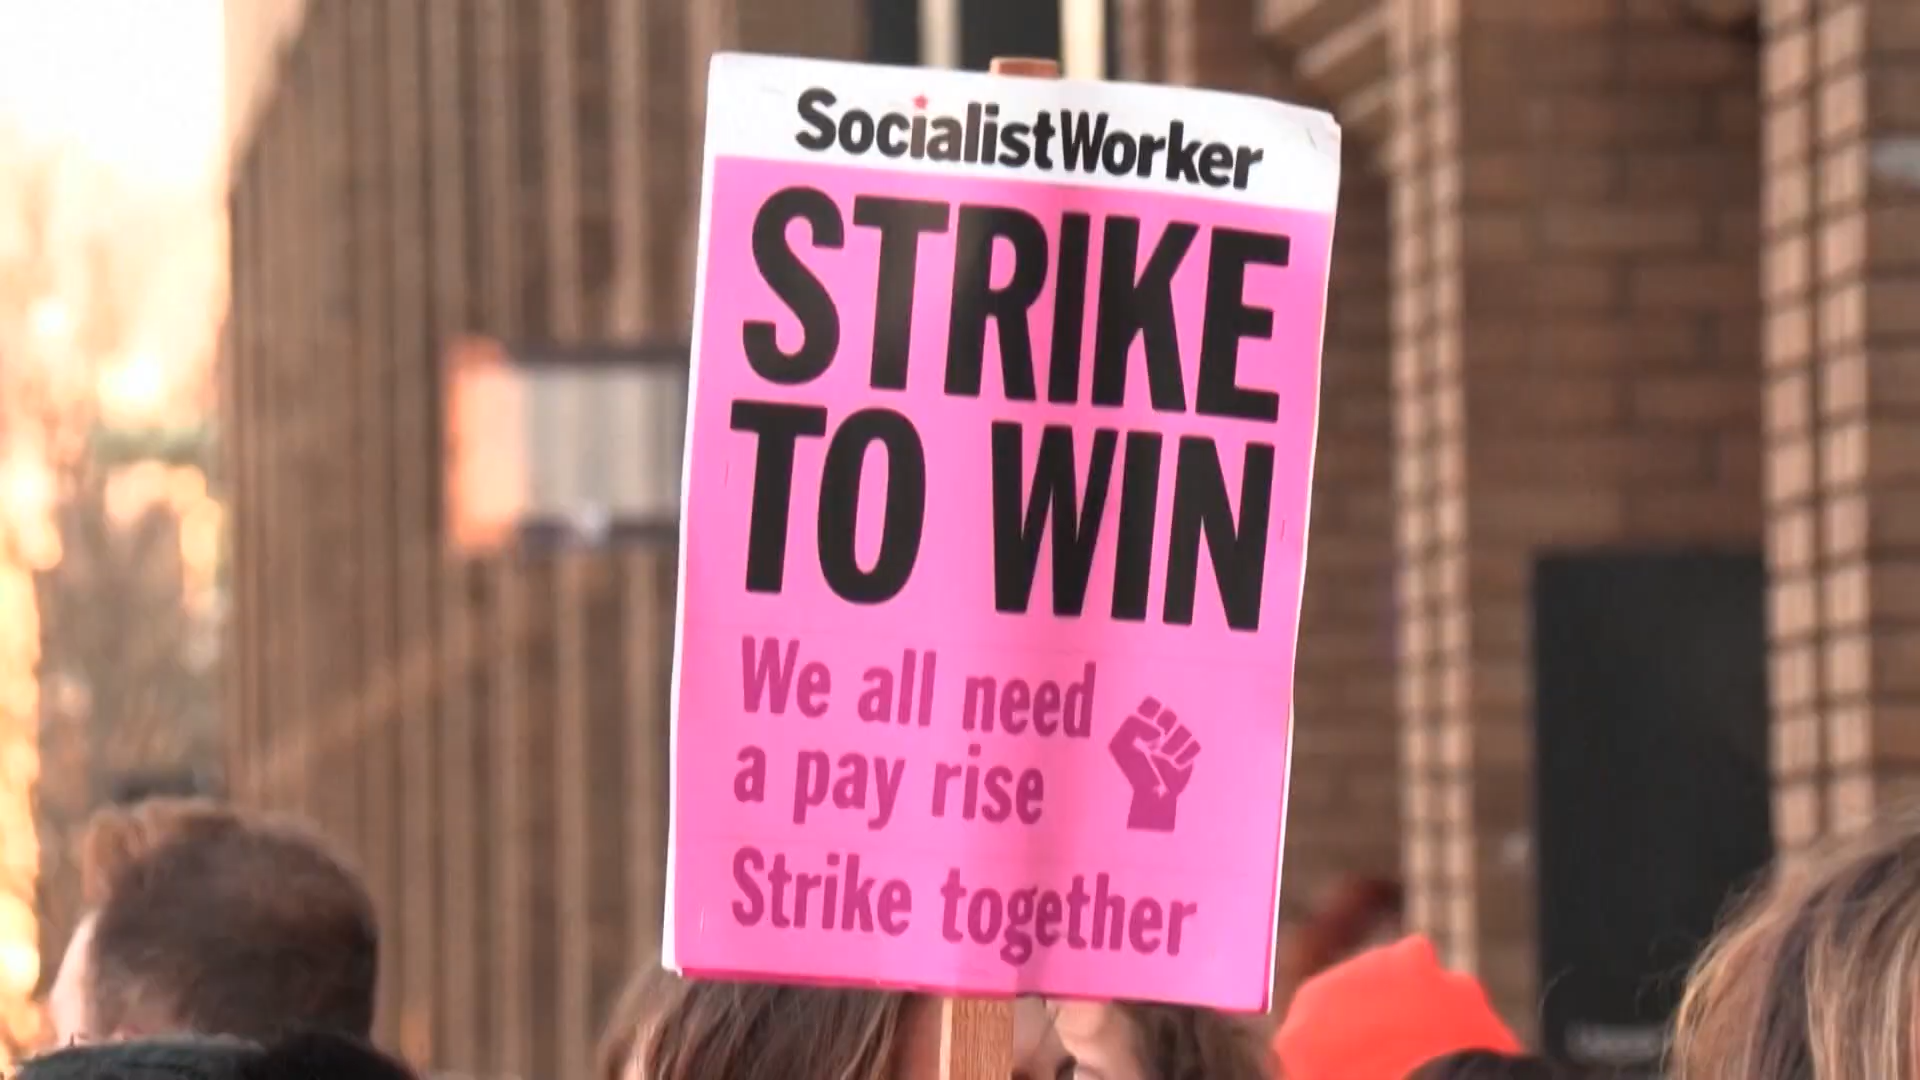 SocialistWorker
STRIKE
TO WIN
We all need
a pay rise
Strike together